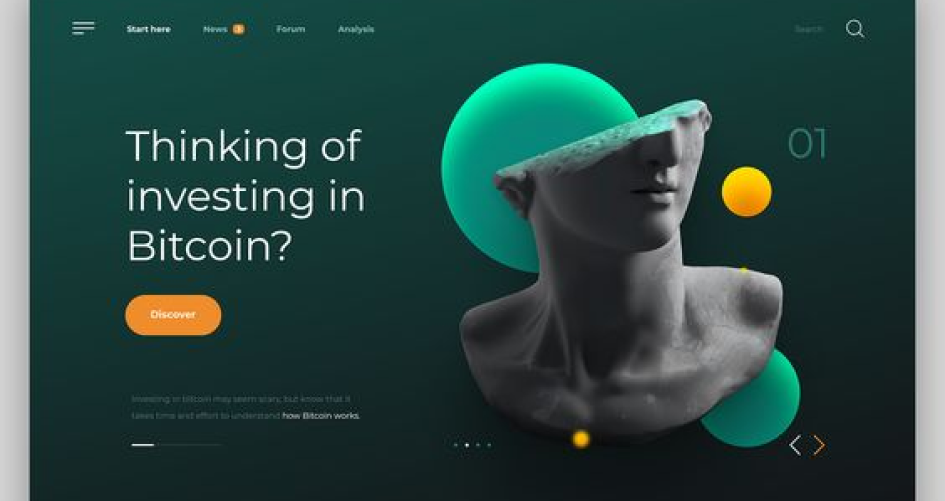 Start here
News 3
Forum
Analysis
Search
Thinking of
investing in
Bitcoin?
01
Discover
Investing in bitcoin may seem scary, but know that it
takes time and effort to understand how Bitcoin works.